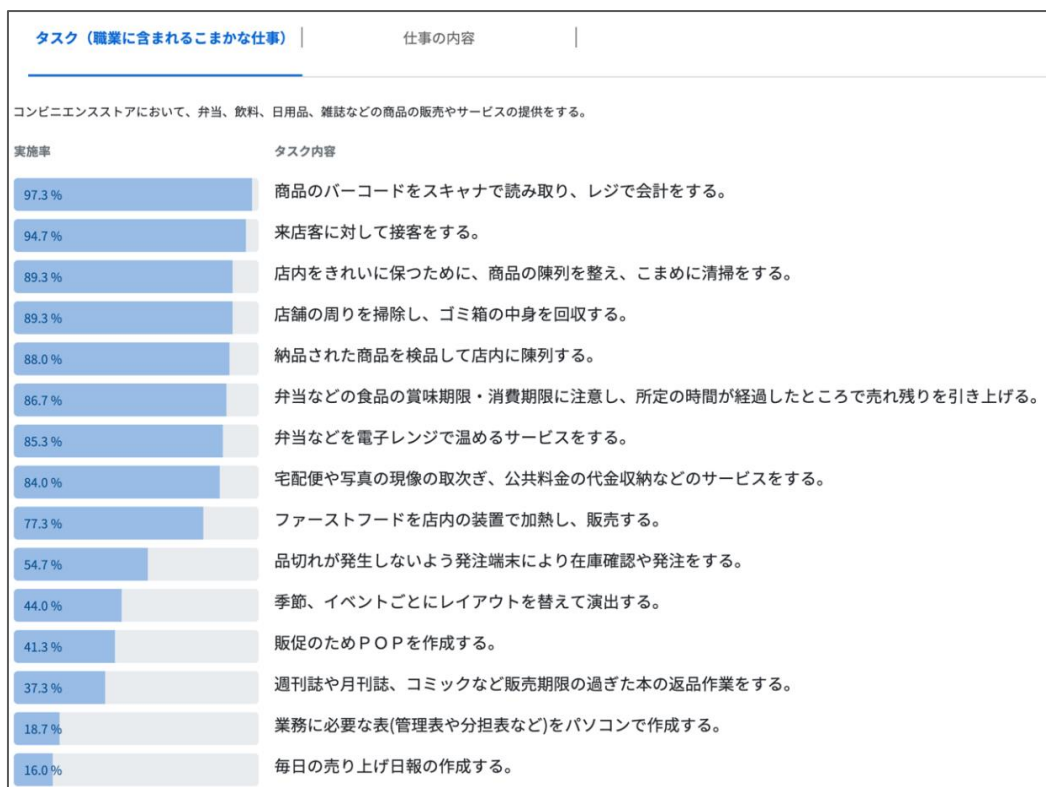 タスク（職業に含まれるこまかな仕事）
仕事の内容
コンビニエンスストアにおいて、弁当、飲料、日用品、雑誌などの商品の販売やサービスの提供をする。
実施率 タスク内容
97.3 % 商品のバーコードをスキャナで読み取り、レジで会計をする。
94.7 % 来店客に対して接客をする。
89.3 % 店内をきれいに保つために、商品の陳列を整え、こまめに清掃をする。
89.3 % 店舗の周りを掃除し、ゴミ箱の中身を回収する。
88.0 % 納品された商品を検品して店内に陳列する。
86.7 % 弁当などの食品の賞味期限・消費期限に注意し、所定の時間が経過したところで売れ残りを引き上げる。
85.3 % 弁当などを電子レンジで温めるサービスをする。
84.0 % 宅配便や写真の現像の取次ぎ、公共料金の代金収納などのサービスをする。
77.3 % ファーストフードを店内の装置で加熱し、販売する。
54.7 % 品切れが発生しないよう発注端末により在庫確認や発注をする。
44.0 % 季節、イベントごとにレイアウトを替えて演出する。
41.3 % 販促のためＰＯＰを作成する。
37.3 % 週刊誌や月刊誌、コミックなど販売期限の過ぎた本の返品作業をする。
18.7 % 業務に必要な表(管理表や分担表など)をパソコンで作成する。
16.0 % 毎日の売り上げ日報の作成する。